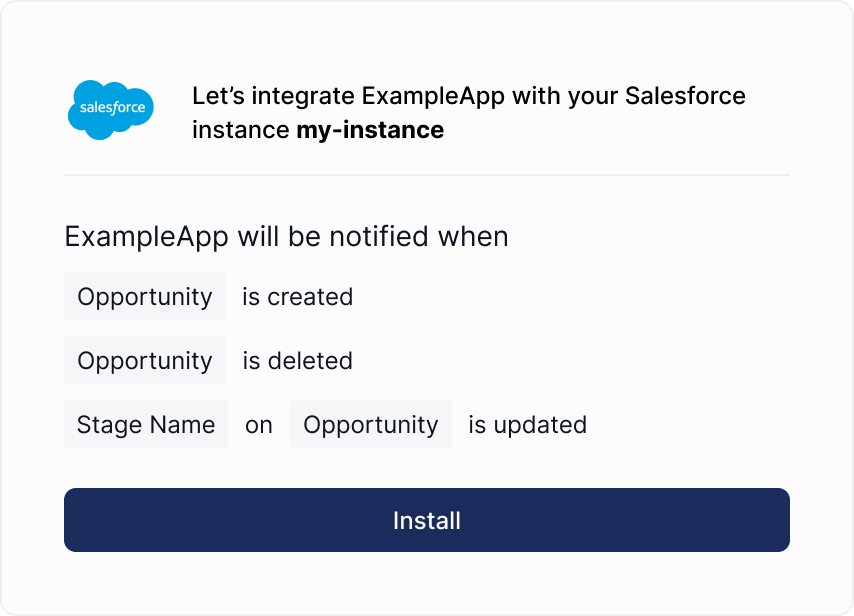 salesforce
Let’s integrate ExampleApp with your Salesforce
instance my-instance
ExampleApp will be notified when
Opportunity is created
Opportunity is deleted
Stage Name on Opportunity is updated
Install